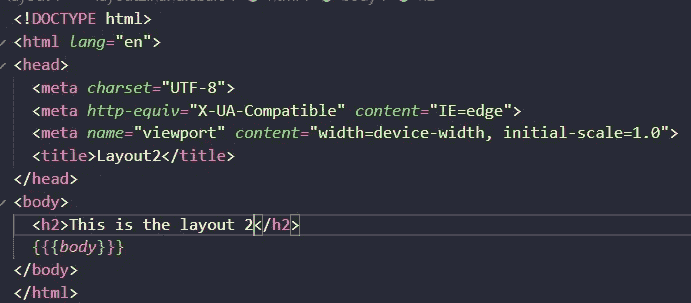 <!DOCTYPE html>
<html lang="en">
<head>
  <meta charset="UTF-8">
  <meta http-equiv="X-UA-Compatible" content="IE=edge">
  <meta name="viewport" content="width=device-width, initial-scale=1.0">
  <title>Layout2</title>
</head>
<body>
  <h2>This is the layout 2</h2>
  {{{body}}}
</body>
</html>